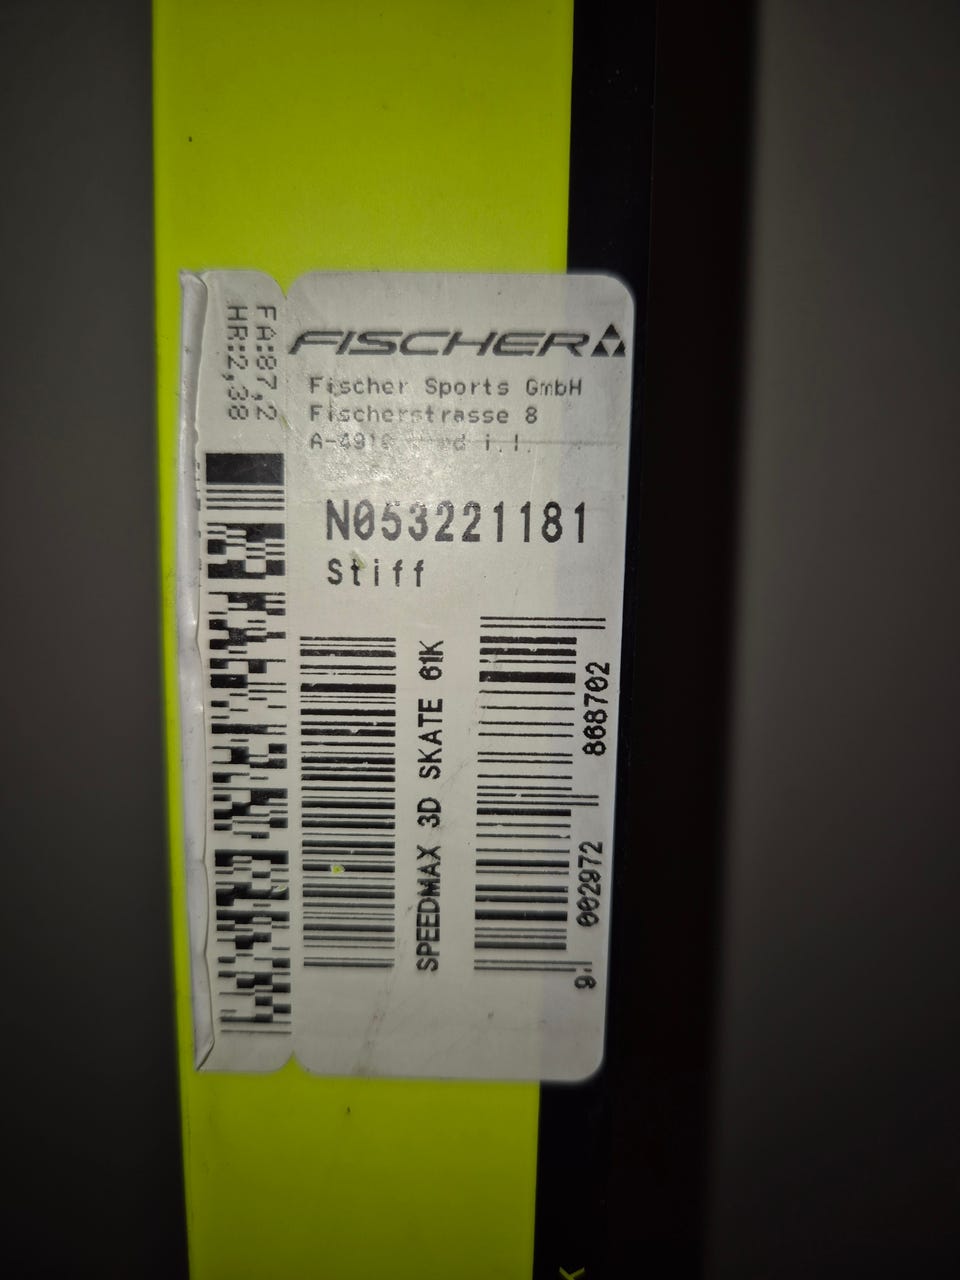 FA:87,2
HR:2,38
FISCHER
Fischer Sports GmbH
Fischerstrasse 8
i.I.
N053221181
Stiff
SPEEDMAX 3D SKATE 61K
9 002972 868702